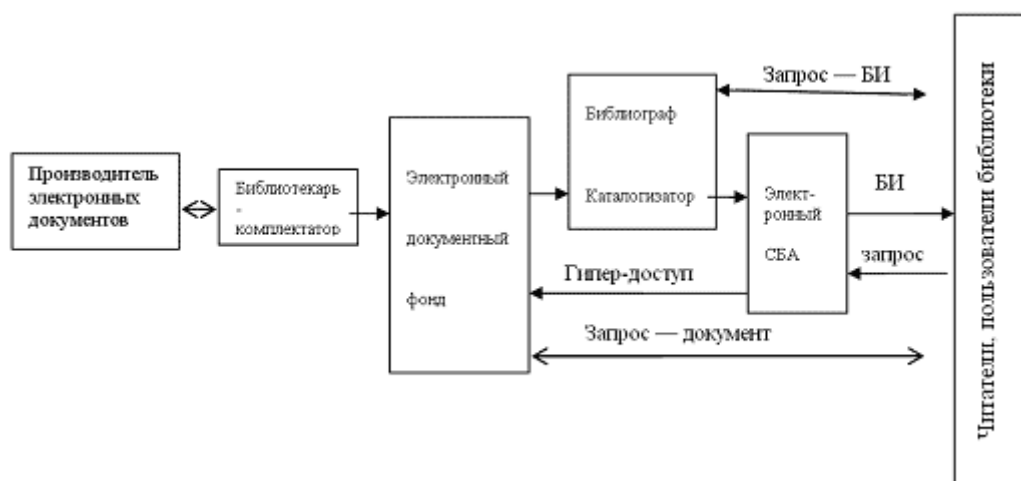 Производитель
электронных
документов
Библиотекарь
-
комплектатор
Электронный
документный
фонд
Библиограф
Каталогизатор
Запрос — БИ
Элект-
ронный
СБА
БИ
запрос
Гипер-доступ
Запрос — документ
Читатели, пользователи библиотеки